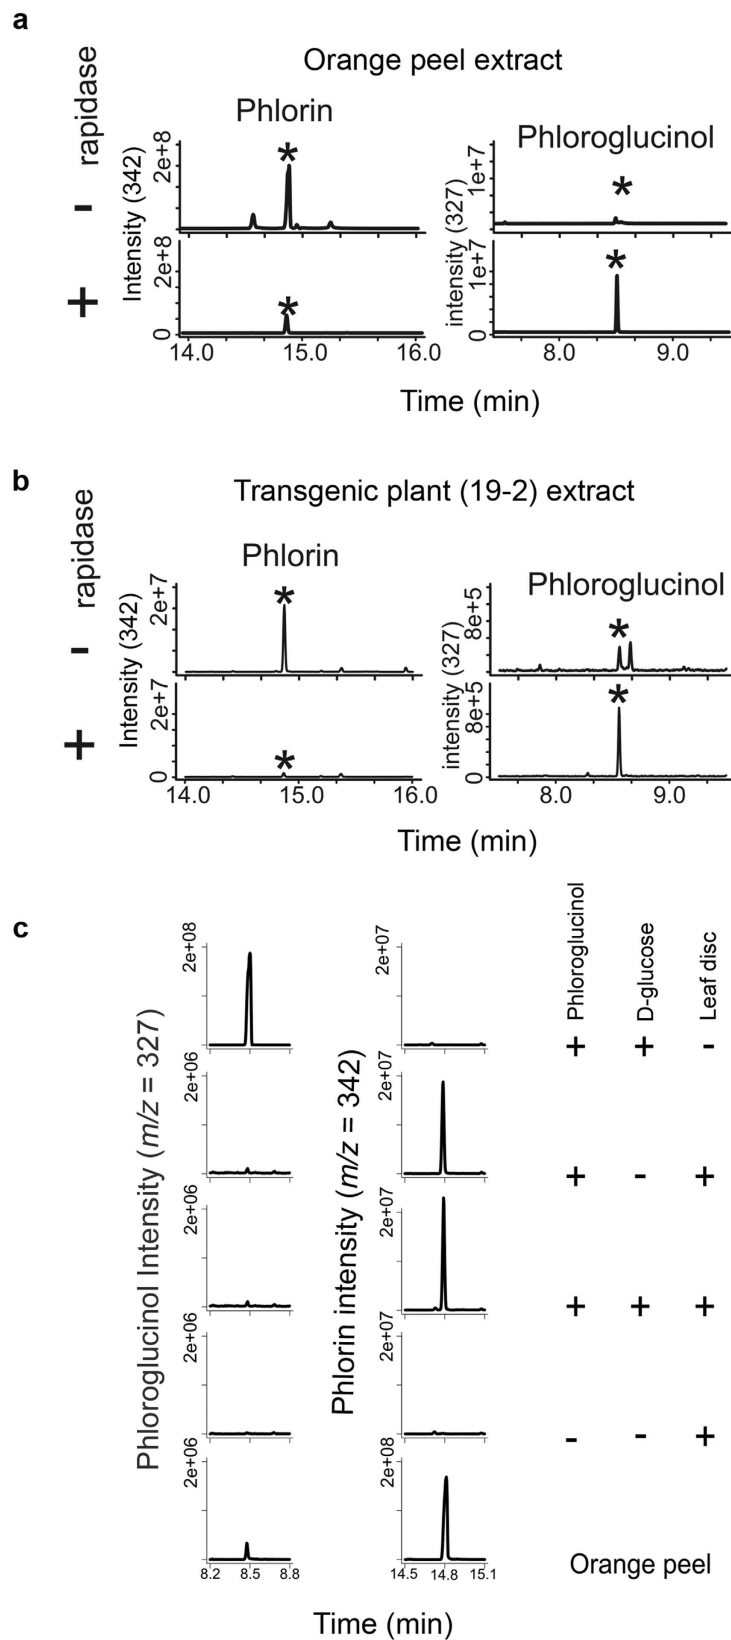 a
Orange peel extract
rapidase
-
+
Phlorin
Phloroglucinol
*
*
Intensity (342)
2e+8
intensity (327)
1e+7
*
*
2e+8
0
1e+7
0
14.0 15.0 16.0
8.0 9.0
Time (min)
b
Transgenic plant (19-2) extract
rapidase
-
+
Phlorin
Phloroglucinol
*
*
Intensity (342)
2e+7
intensity (327)
8e+5
*
*
2e+7
0
8e+5
0
14.0 15.0 16.0
8.0 9.0
Time (min)
c
Phloroglucinol D-glucose Leaf disc
Phloroglucinol Intensity (m/z = 327)
Phlorin intensity (m/z = 342)
2e+08 2e+07
+ + -
2e+06 2e+07
+ - +
2e+06 2e+07
+ + +
2e+06 2e+07
- - +
2e+06 2e+08
Orange peel
8.2 8.5 8.8 14.5 14.8 15.1
Time (min)